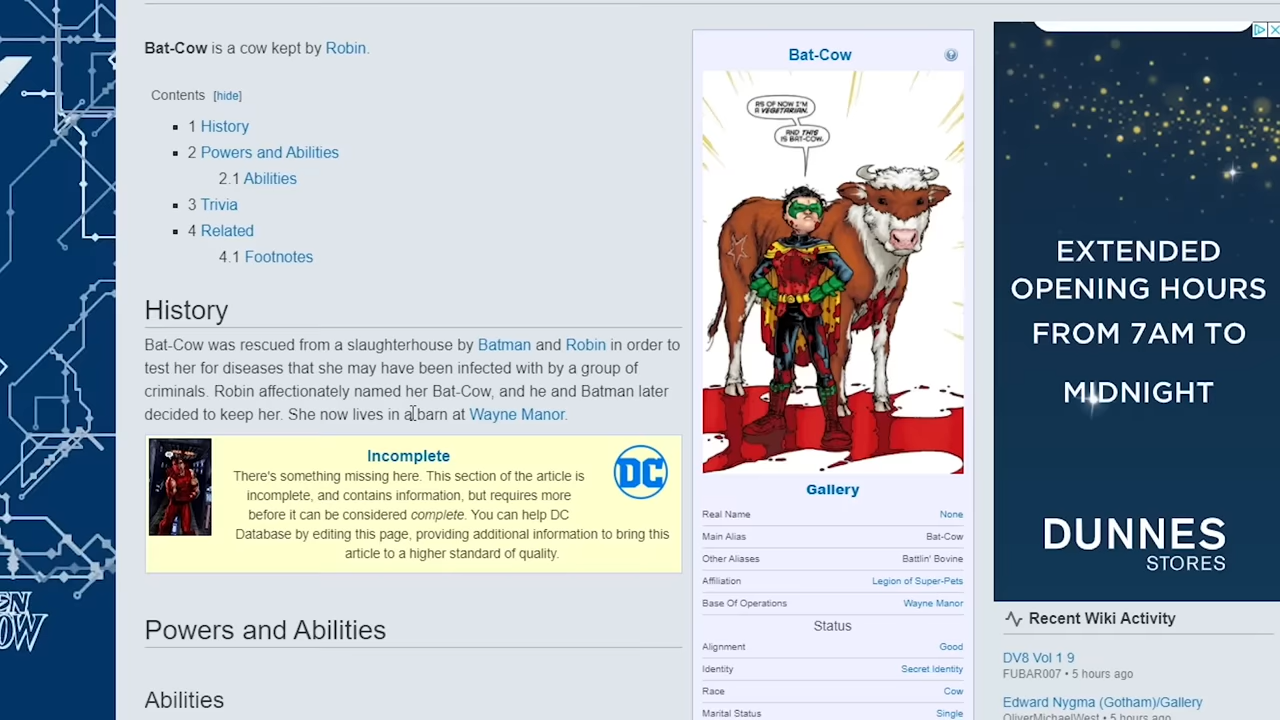 Bat-Cow is a cow kept by Robin.
Contents [hide]
1 History
2 Powers and Abilities
2.1 Abilities
3 Trivia
4 Related
4.1 Footnotes
History
Bat-Cow was rescued from a slaughterhouse by Batman and Robin in order to
test her for diseases that she may have been infected with by a group of
criminals. Robin affectionately named her Bat-Cow, and he and Batman later
decided to keep her. She now lives in a barn at Wayne Manor.
Incomplete
There's something missing here. This section of the article is
incomplete, and contains information, but requires more
before it can be considered complete. You can help DC
Database by editing this page, providing additional information to bring this
article to a higher standard of quality.
DC
Powers and Abilities
Abilities
Bat-Cow
AS OF NOW I'M
A VEGETARIAN.
AND THIS
IS BAT-COW.
Gallery
Real Name None
Main Alias Bat-Cow
Other Aliases Battlin' Bovine
Affiliation Legion of Super-Pets
Base Of Operations Wayne Manor
Status
Alignment Good
Identity Secret Identity
Race Cow
Marital Status Single
EXTENDED
OPENING HOURS
FROM 7AM TO
MIDNIGHT
DUNNES
STORES
Recent Wiki Activity
DV8 Vol 1 9
FUBAR007 • 5 hours ago
Edward Nygma (Gotham)/Gallery
OliverMichaelWest • 5 hours ago